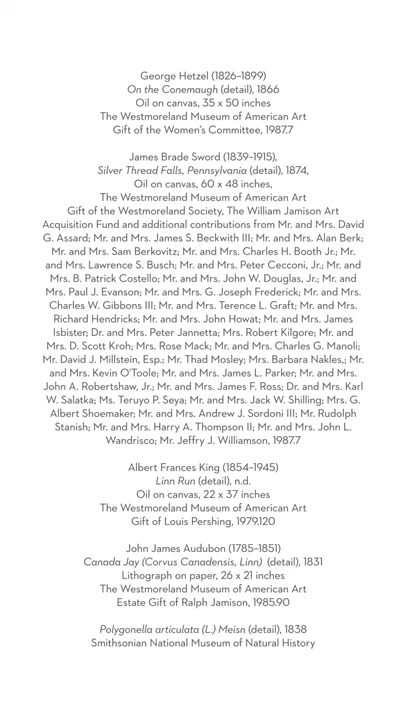 George Hetzel (1826–1899)
On the Conemaugh (detail), 1866
Oil on canvas, 35 x 50 inches
The Westmoreland Museum of American Art
Gift of the Women's Committee, 1987.7
James Brade Sword (1839–1915),
Silver Thread Falls, Pennsylvania (detail), 1874,
Oil on canvas, 60 x 48 inches,
The Westmoreland Museum of American Art
Gift of the Westmoreland Society, The William Jamison Art
Acquisition Fund and additional contributions from Mr. and Mrs. David
G. Assard; Mr. and Mrs. James S. Beckwith III; Mr. and Mrs. Alan Berk;
Mr. and Mrs. Sam Berkovitz; Mr. and Mrs. Charles H. Booth Jr.; Mr.
and Mrs. Lawrence S. Busch; Mr. and Mrs. Peter Cecconi, Jr.; Mr. and
Mrs. B. Patrick Costello; Mr. and Mrs. John W. Douglas, Jr.; Mr. and
Mrs. Paul J. Evanson; Mr. and Mrs. G. Joseph Frederick; Mr. and Mrs.
Charles W. Gibbons III; Mr. and Mrs. Terence L. Graft; Mr. and Mrs.
Richard Hendricks; Mr. and Mrs. John Howat; Mr. and Mrs. James
Isbister; Dr. and Mrs. Peter Jannetta; Mrs. Robert Kilgore; Mr. and
Mrs. D. Scott Kroh; Mrs. Rose Mack; Mr. and Mrs. Charles G. Manoli;
Mr. David J. Millstein, Esp.; Mr. Thad Mosley; Mrs. Barbara Nakles,; Mr.
and Mrs. Kevin O'Toole; Mr. and Mrs. James L. Parker; Mr. and Mrs.
John A. Robertshaw, Jr.; Mr. and Mrs. James F. Ross; Dr. and Mrs. Karl
W. Salatka; Ms. Teruyo P. Seya; Mr. and Mrs. Jack W. Shilling; Mrs. G.
Albert Shoemaker; Mr. and Mrs. Andrew J. Sordoni III; Mr. Rudolph
Stanish; Mr. and Mrs. Harry A. Thompson II; Mr. and Mrs. John L.
Wandrisco; Mr. Jeffry J. Williamson, 1987.7
Albert Frances King (1854–1945)
Linn Run (detail), n.d.
Oil on canvas, 22 x 37 inches
The Westmoreland Museum of American Art
Gift of Louis Pershing, 1979.120
John James Audubon (1785–1851)
Canada Jay (Corvus Canadensis, Linn) (detail), 1831
Lithograph on paper, 26 x 21 inches
The Westmoreland Museum of American Art
Estate Gift of Ralph Jamison, 1985.90
Polygonella articulata (L.) Meisn (detail), 1838
Smithsonian National Museum of Natural History